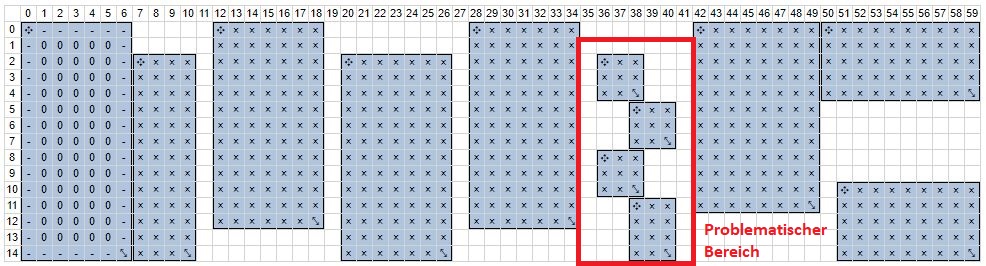 0 1 2 3 4 5 6 7 8 9 10 11 12 13 14 15 16 17 18 19 20 21 22 23 24 25 26 27 28 29 30 31 32 33 34 35 36 37 38 39 40 41 42 43 44 45 46 47 48 49 50 51 52 53 54 55 56 57 58 59
0 - - - - - - x x x x x x x x x x x x x x x x x x x x x x x x x x x x
1 - 0 0 0 0 0 - x x x x x x x x x x x x x x x x x x x x x x x x x x x x x x x x
2 - 0 0 0 0 0 - x x x x x x x x x x x x x x x x x x x x x x x x x x x x x x x x x x x x x x x x x x x
3 - 0 0 0 0 0 - x x x x x x x x x x x x x x x x x x x x x x x x x x x x x x x x x x x x x x x x x x x x x x
4 - 0 0 0 0 0 - x x x x x x x x x x x x x x x x x x x x x x x x x x x x x x x x x x x x x x x x x x x x
5 - 0 0 0 0 0 - x x x x x x x x x x x x x x x x x x x x x x x x x x x x x x x x x x x
6 - 0 0 0 0 0 - x x x x x x x x x x x x x x x x x x x x x x x x x x x x x x x x x x x x
7 - 0 0 0 0 0 - x x x x x x x x x x x x x x x x x x x x x x x x x x x x x x x x x x x
8 - 0 0 0 0 0 - x x x x x x x x x x x x x x x x x x x x x x x x x x x x x x x x x x x
9 - 0 0 0 0 0 - x x x x x x x x x x x x x x x x x x x x x x x x x x x x x x x x x x x x
10 - 0 0 0 0 0 - x x x x x x x x x x x x x x x x x x x x x x x x x x x x x x x x x x x x x x x x x x x
11 - 0 0 0 0 0 - x x x x x x x x x x x x x x x x x x x x x x x x x x x x x x x x x x x x x x x x x x x
12 - 0 0 0 0 0 - x x x x x x x x x x x x x x x x x x x x x x x x x x x x x x x x x x x
13 - 0 0 0 0 0 - x x x x x x x x x x x x x x x x x x x x x x x
14 - 0 0 0 0 0 x x x x x x x x x x x x x x x x x x x
Problematischer
Bereich